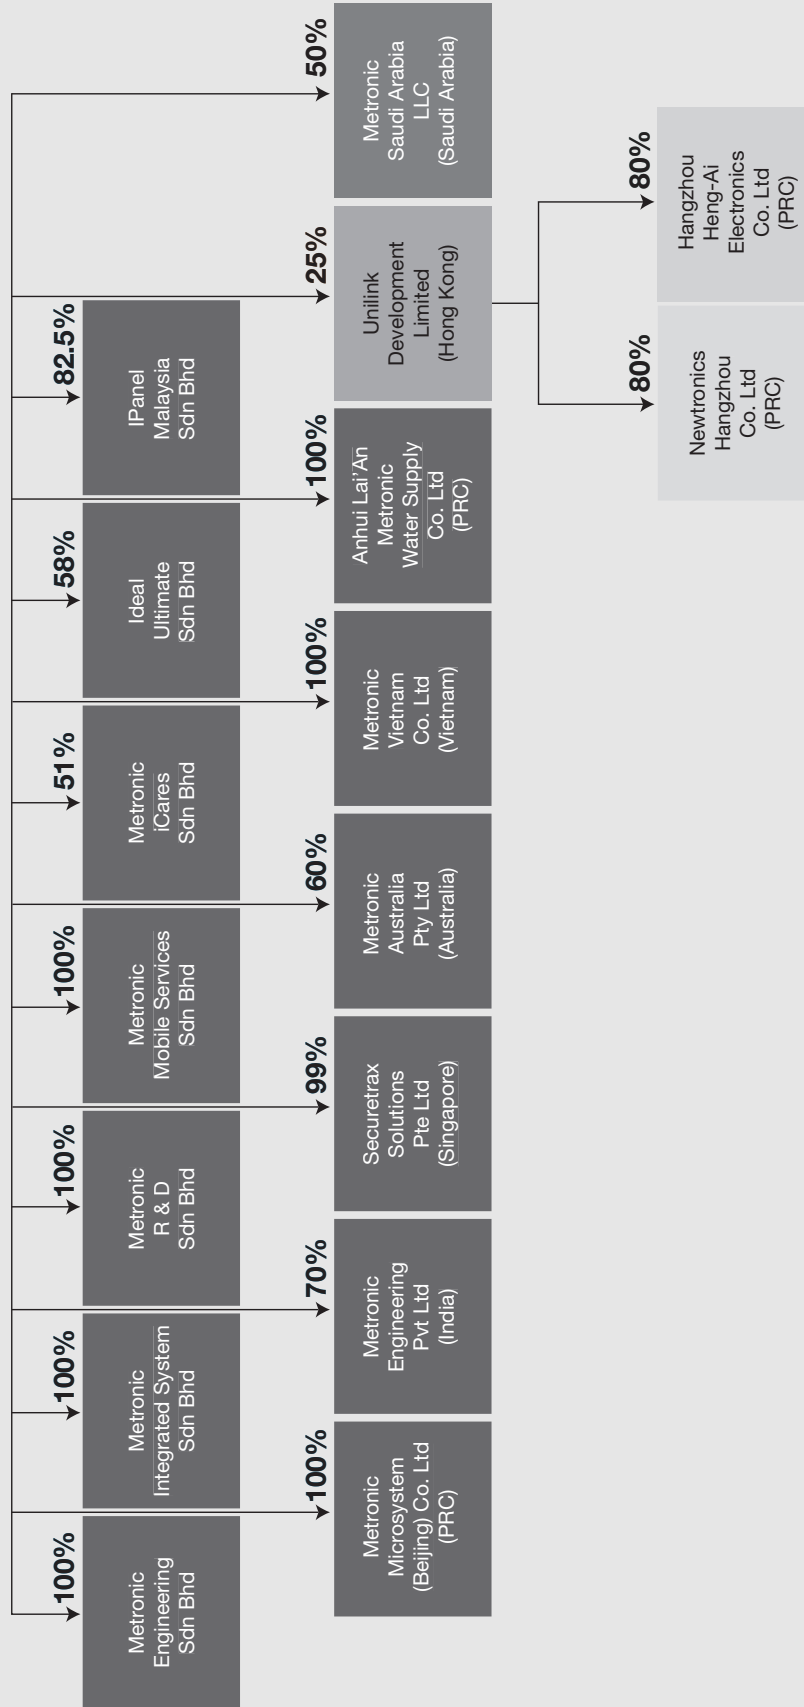 100%
Metronic
Engineering
Sdn Bhd
100%
Metronic
Integrated System
Sdn Bhd
100%
Metronic
R & D
Sdn Bhd
100%
Metronic
Mobile Services
Sdn Bhd
51%
Metronic
iCares
Sdn Bhd
58%
Ideal
Ultimate
Sdn Bhd
82.5%
IPanel
Malaysia
Sdn Bhd
100%
Metronic
Microsystem
(Beijing) Co. Ltd
(PRC)
70%
Metronic
Engineering
Pvt Ltd
(India)
99%
Securetrax
Solutions
Pte Ltd
(Singapore)
60%
Metronic
Australia
Pty Ltd
(Australia)
100%
Metronic
Vietnam
Co. Ltd
(Vietnam)
100%
Anhui Lai'An
Metronic
Water Supply
Co. Ltd
(PRC)
25%
Unilink
Development
Limited
(Hong Kong)
50%
Metronic
Saudi Arabia
LLC
(Saudi Arabia)
80%
Newtronics
Hangzhou
Co. Ltd
(PRC)
80%
Hangzhou
Heng-Ai
Electronics
Co. Ltd
(PRC)